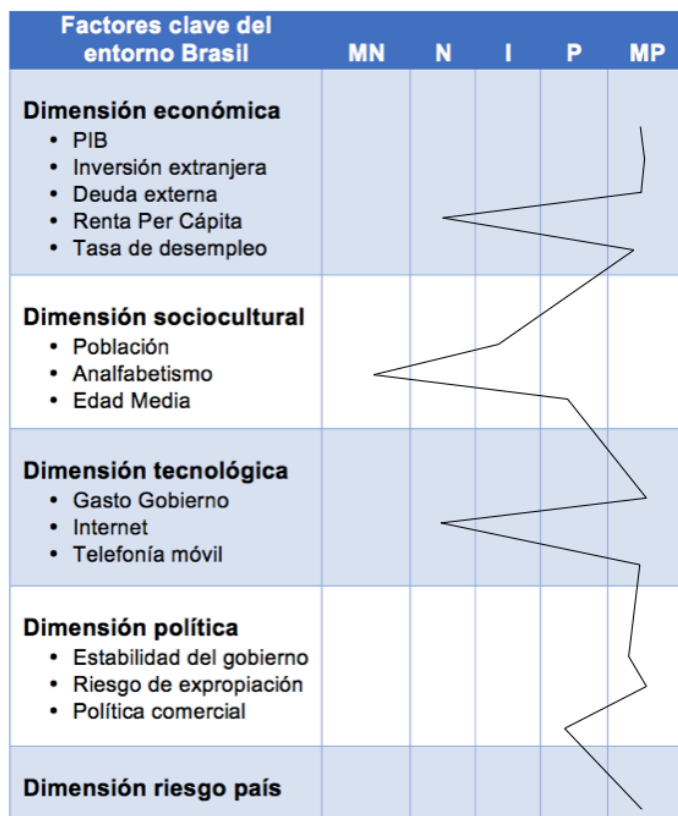 Factores clave del
entorno Brasil MN N I P MP
Dimensión económica
• PIB
• Inversión extranjera
• Deuda externa
• Renta Per Cápita
• Tasa de desempleo
Dimensión sociocultural
• Población
• Analfabetismo
• Edad Media
Dimensión tecnológica
• Gasto Gobierno
• Internet
• Telefonía móvil
Dimensión política
• Estabilidad del gobierno
• Riesgo de expropiación
• Política comercial
Dimensión riesgo país